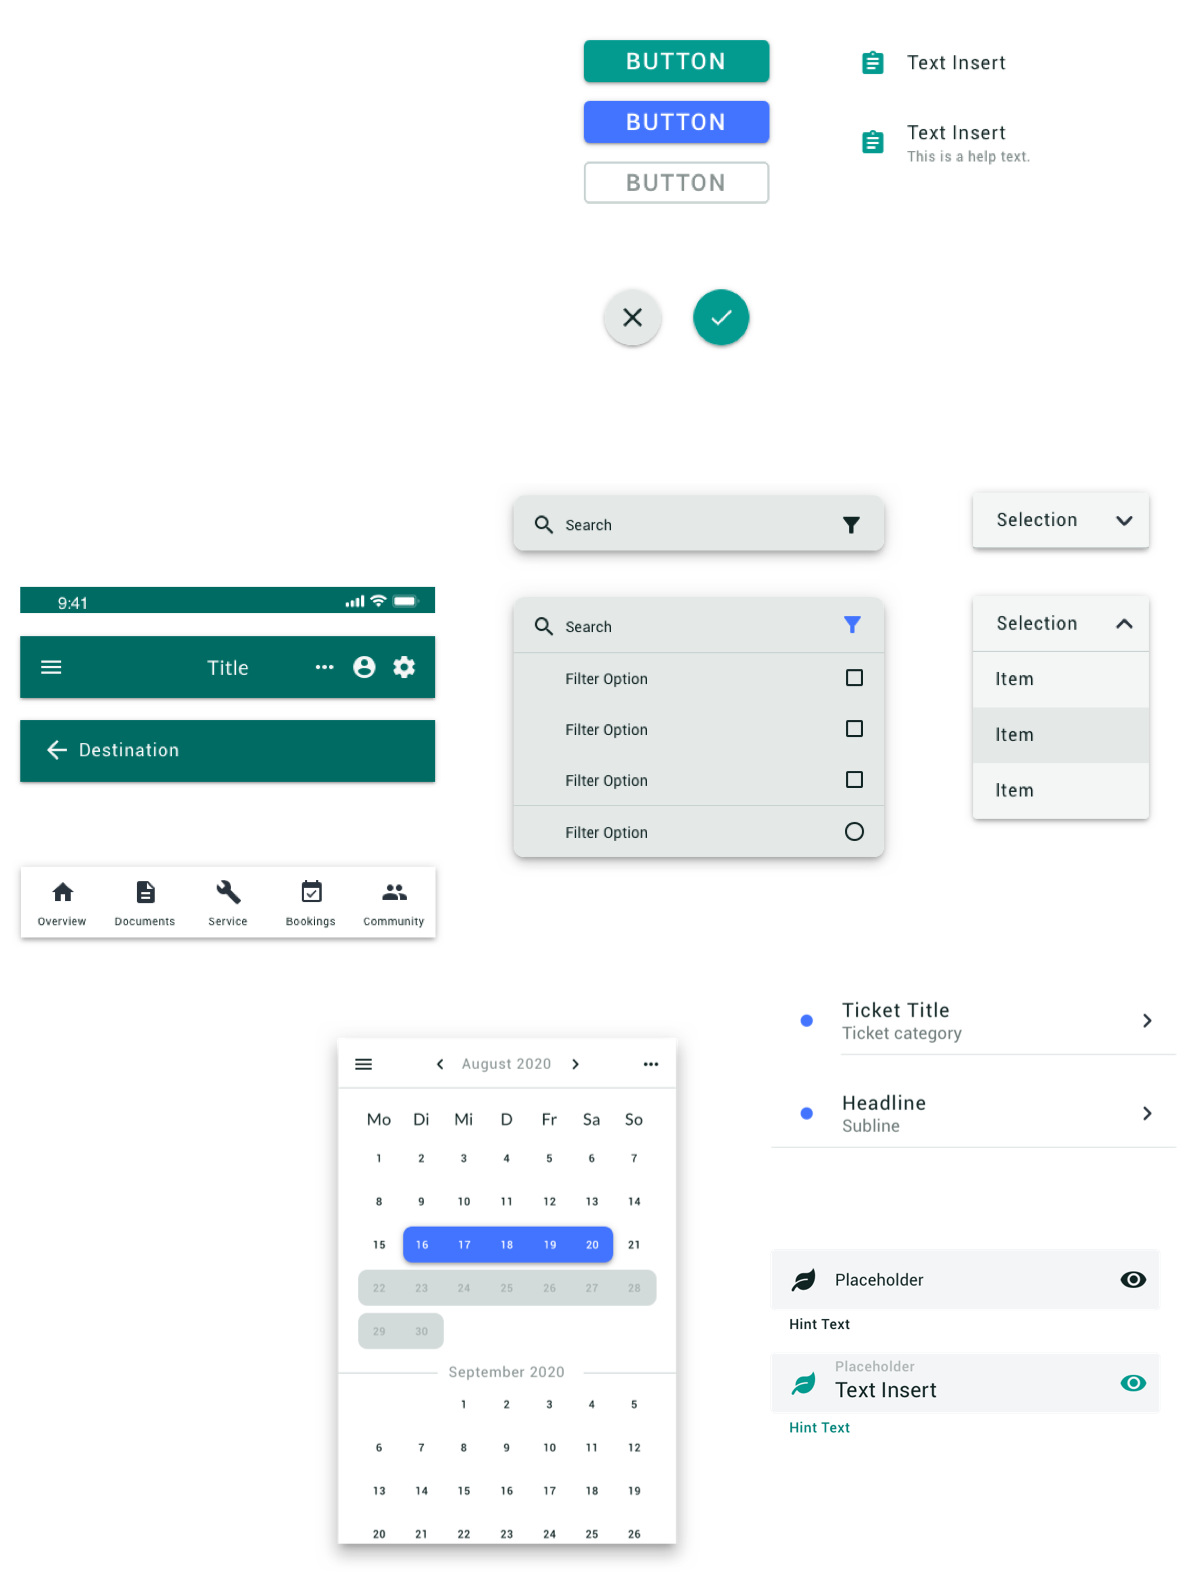 BUTTON
BUTTON
BUTTON
Text Insert
Text Insert
This is a help text.
Search
Search
Filter Option
Filter Option
Filter Option
Filter Option
Selection
Selection
Item
Item
Item
9:41
Title
Destination
Overview Documents Service Bookings Community
Ticket Title
Ticket category
Headline
Subline
August 2020
Mo Di Mi D Fr Sa So
1 2 3 4 5 6 7
8 9 10 11 12 13 14
15 16 17 18 19 20 21
22 23 24 25 26 27 28
29 30
September 2020
1 2 3 4 5
6 7 8 9 10 11 12
13 14 15 16 17 18 19
20 21 22 23 24 25 26
Placeholder
Hint Text
Placeholder
Text Insert
Hint Text